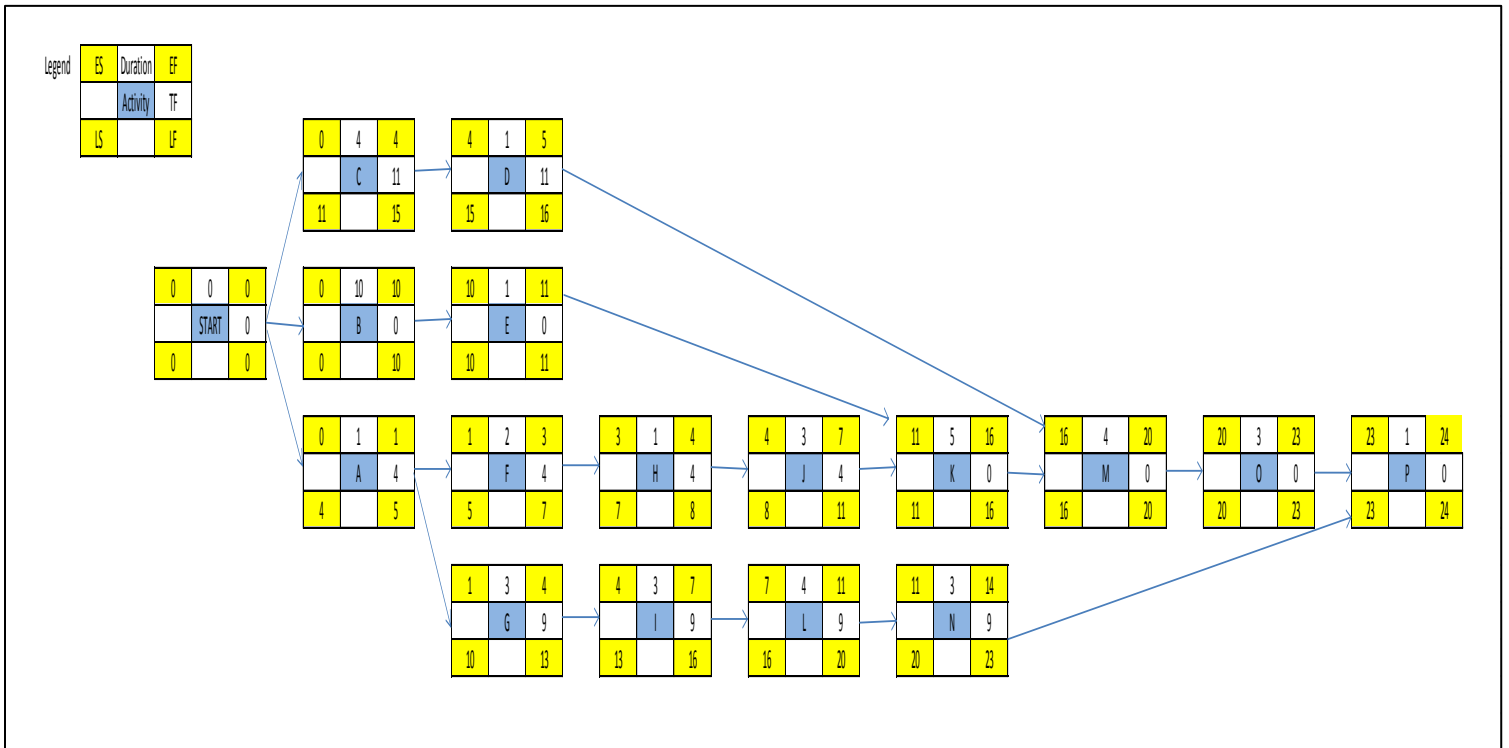 Legend ES Duration EF
Activity TF
LS LF
0 4 4 4 1 5
C 11 D 11
11 15 15 16
0 0 0 0 10 10 10 1 11
START 0 B 0 E 0
0 0 0 10 10 11
0 1 1 1 2 3 3 1 4 4 3 7 11 5 16 16 4 20 20 3 23 23 1 24
A 4 F 4 H 4 J 4 K 0 M 0 O 0 P 0
4 5 5 7 7 8 8 11 11 16 16 20 20 23 23 24
1 3 4 4 3 7 7 4 11 11 3 14
G 9 I 9 L 9 N 9
10 13 13 16 16 20 20 23